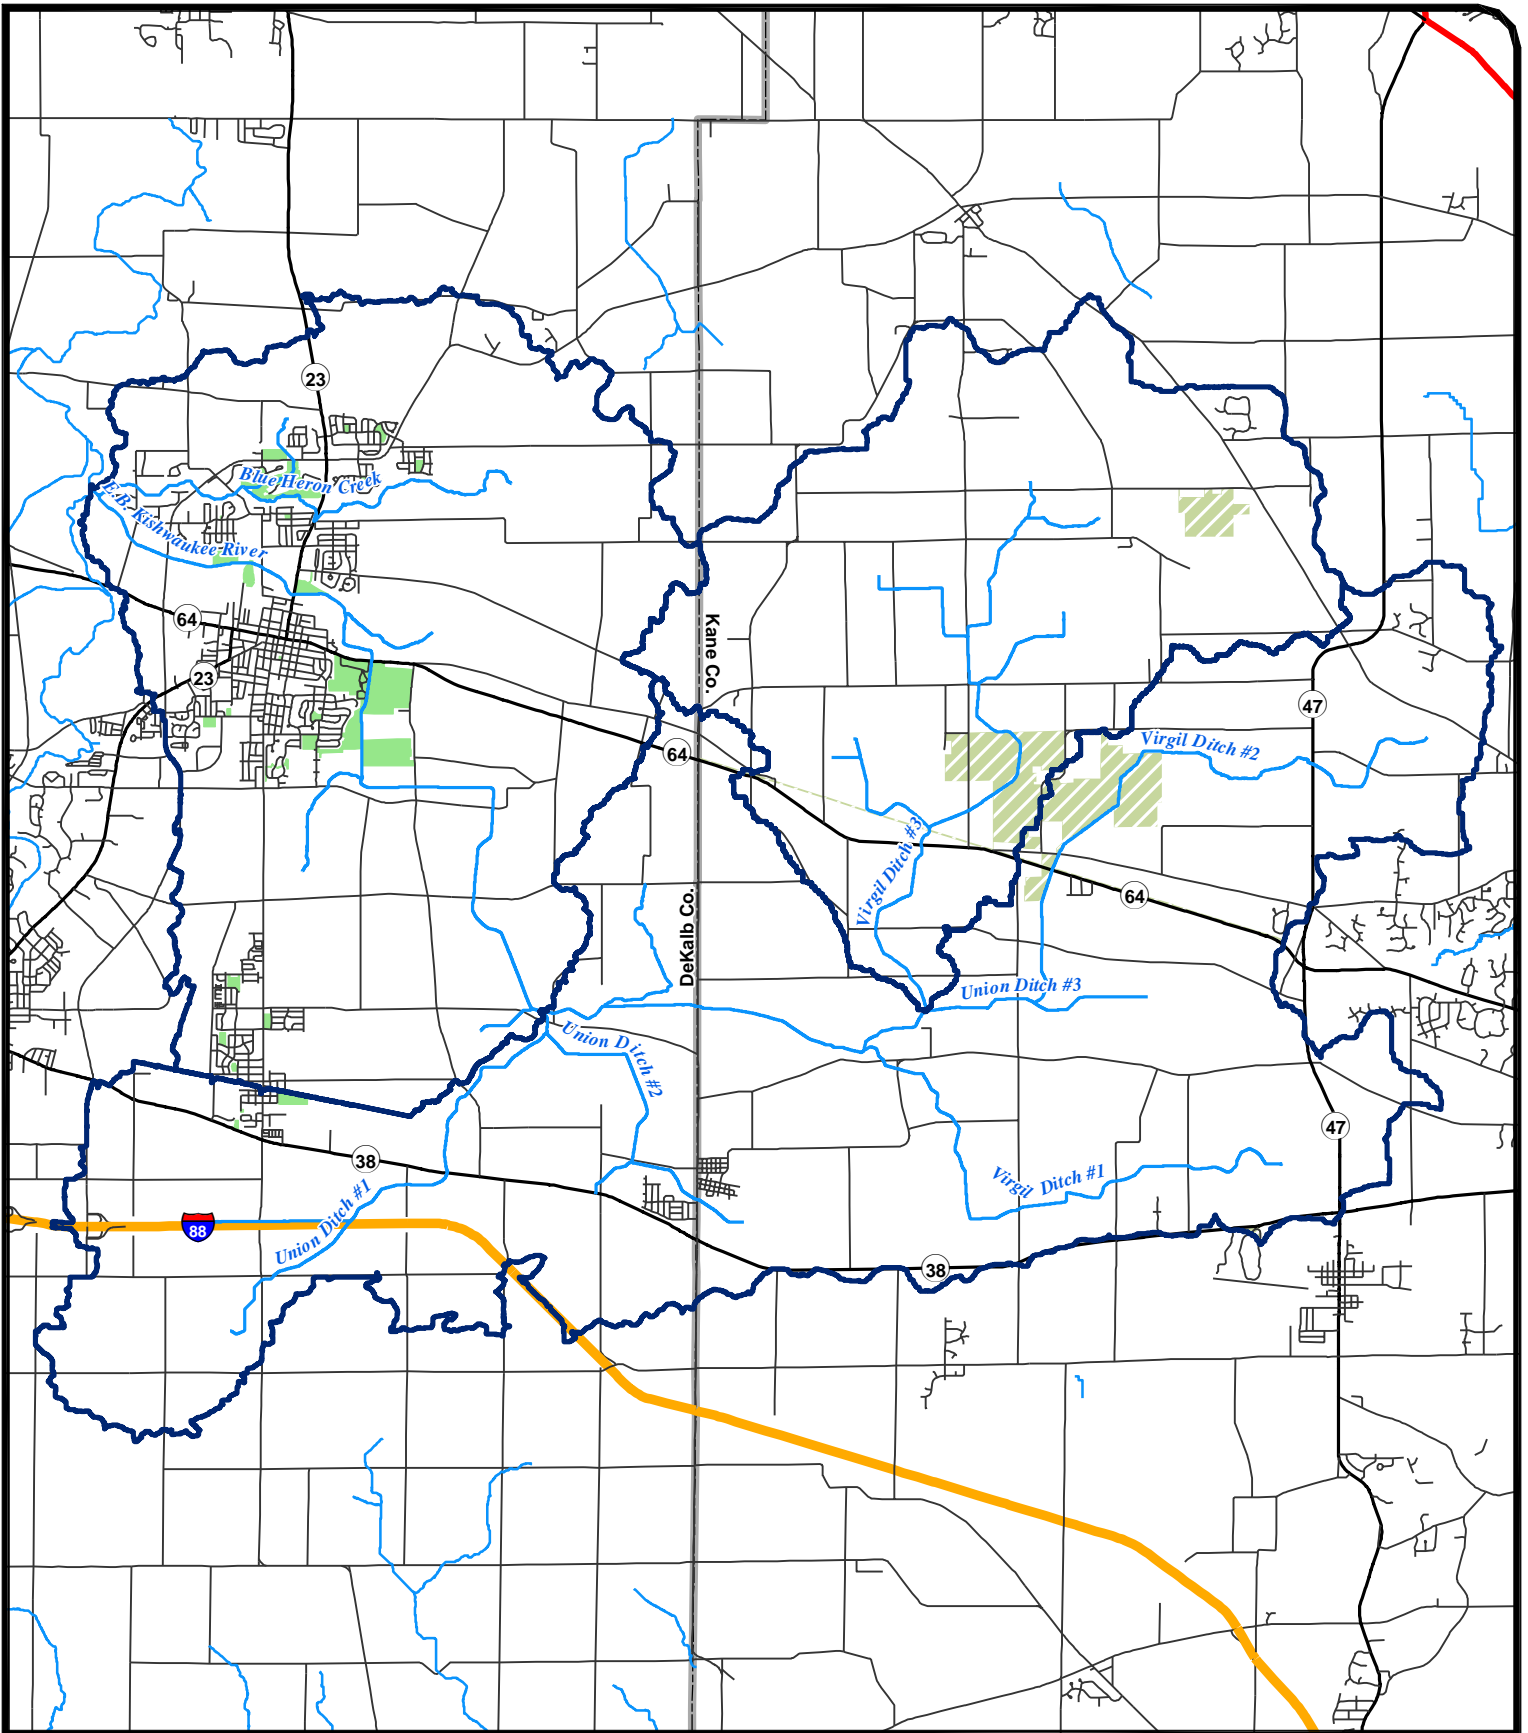 23
Blue Heron Creek
E.B. Kishwaukee River
64
23
Kane Co.
47
64
Virgil Ditch #2
Virgil Ditch #3
64
DeKalb Co.
Union Ditch #3
Union Ditch #2
47
38
Virgil Ditch #1
Union Ditch #1
88
38